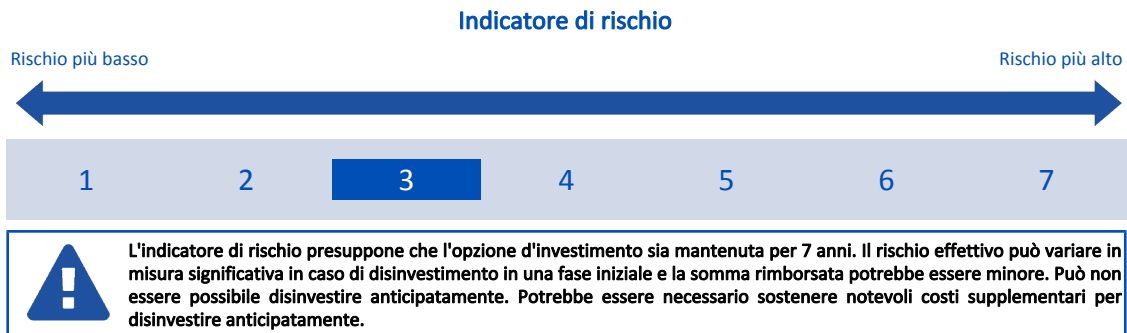 Indicatore di rischio
Rischio più basso
Rischio più alto
1 2 3 4 5 6 7
L'indicatore di rischio presuppone che l'opzione d'investimento sia mantenuta per 7 anni. Il rischio effettivo può variare in
misura significativa in caso di disinvestimento in una fase iniziale e la somma rimborsata potrebbe essere minore. Può non
essere possibile disinvestire anticipatamente. Potrebbe essere necessario sostenere notevoli costi supplementari per
disinvestire anticipatamente.